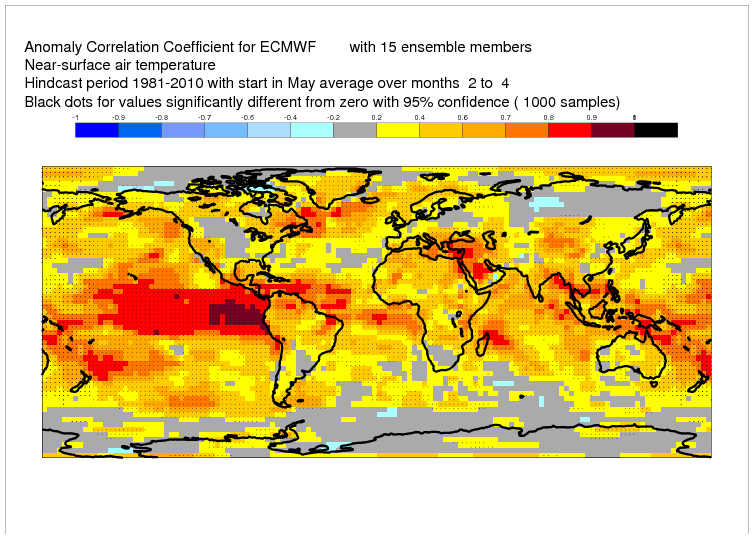 Anomaly Correlation Coefficient for ECMWF with 15 ensemble members
Near-surface air temperature
Hindcast period 1981-2010 with start in May average over months 2 to 4
Black dots for values significantly different from zero with 95% confidence ( 1000 samples)
-1 -0.9 -0.8 -0.7 -0.6 -0.4 -0.2 0.2 0.4 0.6 0.7 0.8 0.9